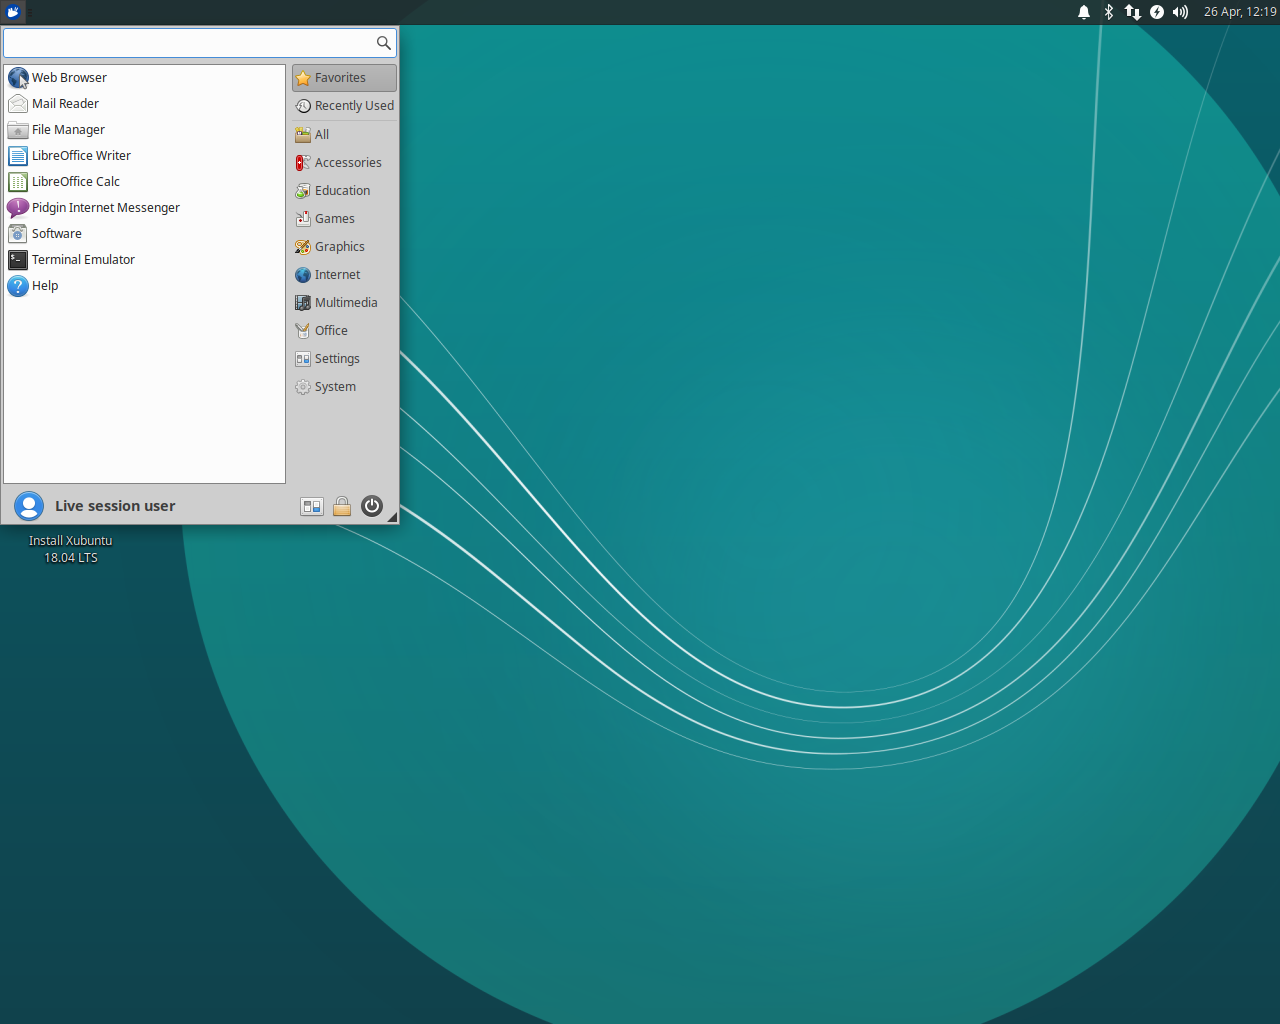 26 Apr, 12:19
Web Browser
Mail Reader
File Manager
LibreOffice Writer
LibreOffice Calc
Pidgin Internet Messenger
Software
Terminal Emulator
Help
Favorites
Recently Used
All
Accessories
Education
Games
Graphics
Internet
Multimedia
Office
Settings
System
Live session user
Install Xubuntu
18.04 LTS